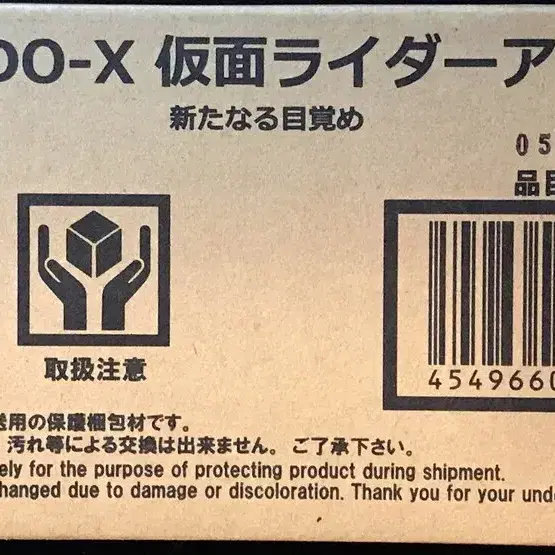 DO-X 仮面ライダーア
新たなる目覚め
05
品目
取扱注意
454966
送用の保護梱包材です。
汚れ等による交換は出来ません。ご了承下さい。
ely for the purpose of protecting product during shipment.
changed due to damage or discoloration. Thank you for your und